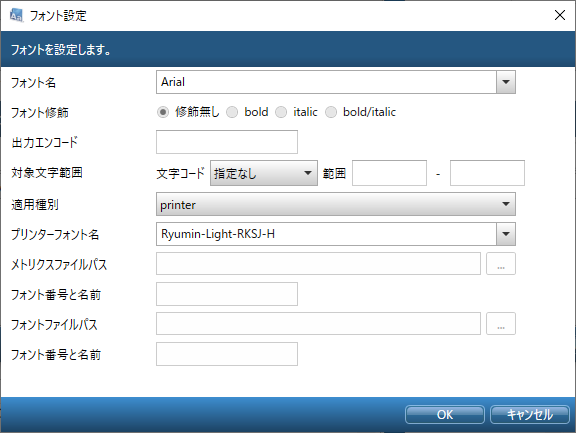 フォント設定
フォントを設定します。
フォント名 Arial
フォント修飾 修飾無し bold italic bold/italic
出力エンコード
対象文字範囲 文字コード 指定なし 範囲 -
適用種別 printer
プリンターフォント名 Ryumin-Light-RKSJ-H
メトリクスファイルパス ...
フォント番号と名前
フォントファイルパス ...
フォント番号と名前
OK キャンセル